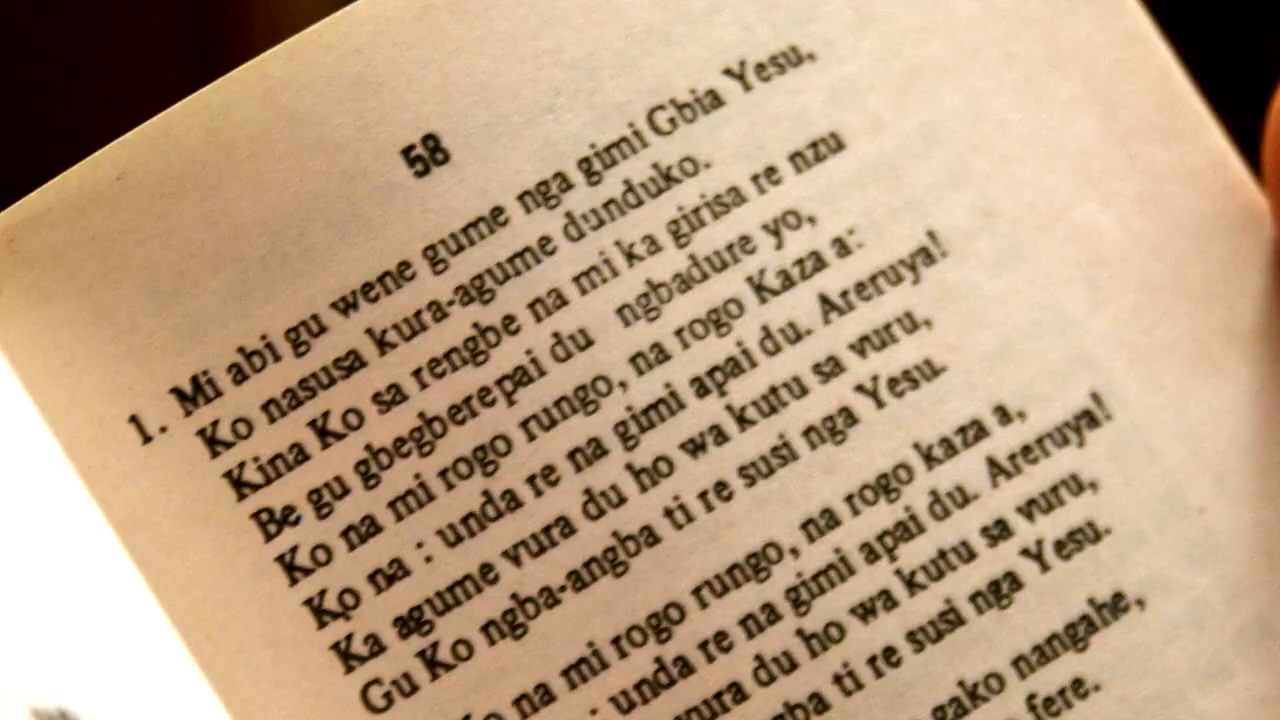 58
1. Mi abi gu wene gume nga gimi Gbia Yesu,
Ko nasusa kura-agume dunduko.
Kina Ko sa rengbe na mi ka girisa re nzu
Be gu gbegberepai du ngbadure yo,
Ko na mi rogo rungo, na rogo Kaza a:
Ko na : unda re na gimi apai du. Areruya!
Ka agume vura du ho wa kutu sa vuru,
Gu Ko ngba-angba ti re susi nga Yesu.
na mi rogo rungo, na rogo kaza a,
: unda re na gimi apai du. Areruya!
du ho wa kutu sa vuru,
ti re susi nga Yesu.
gako nangahe,
fere.